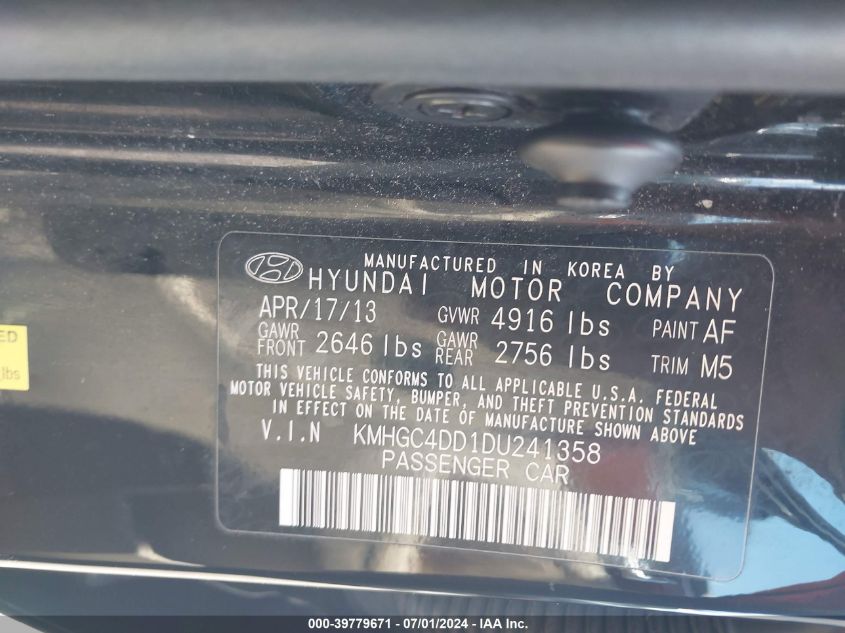 MANUFACTURED IN KOREA BY
HYUNDAI MOTOR COMPANY
APR/17/13 GVWR 4916 lbs PAINT AF
GAWR FRONT 2646 lbs GAWR REAR 2756 lbs TRIM M5
THIS VEHICLE CONFORMS TO ALL APPLICABLE U.S.A. FEDERAL
MOTOR VEHICLE SAFETY, BUMPER, AND THEFT PREVENTION STANDARDS
IN EFFECT ON THE DATE OF MANUFACTURE SHOWN ABOVE
V.I.N KMHGC4DD1DU241358
PASSENGER CAR
ED
lbs
000-39779671 / 07/01/2024 - IAA Inc.